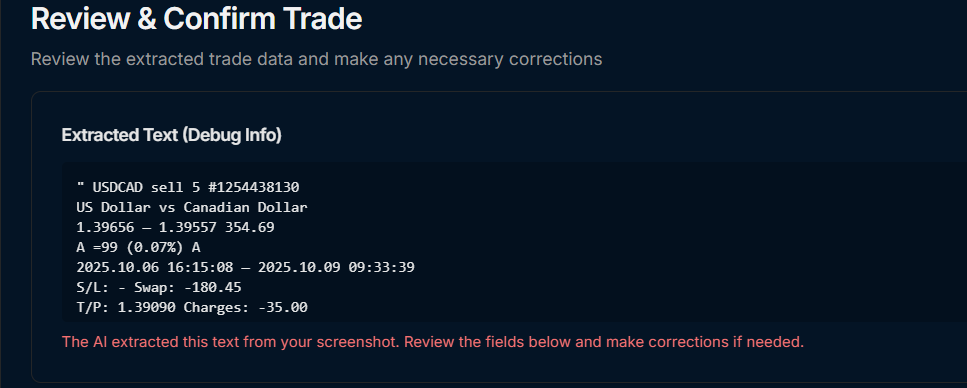 Review & Confirm Trade
Review the extracted trade data and make any necessary corrections
Extracted Text (Debug Info)
" USDCAD sell 5 #1254438130
US Dollar vs Canadian Dollar
1.39656 — 1.39557 354.69
A =99 (0.07%) A
2025.10.06 16:15:08 — 2025.10.09 09:33:39
S/L: - Swap: -180.45
T/P: 1.39090 Charges: -35.00
The AI extracted this text from your screenshot. Review the fields below and make corrections if needed.